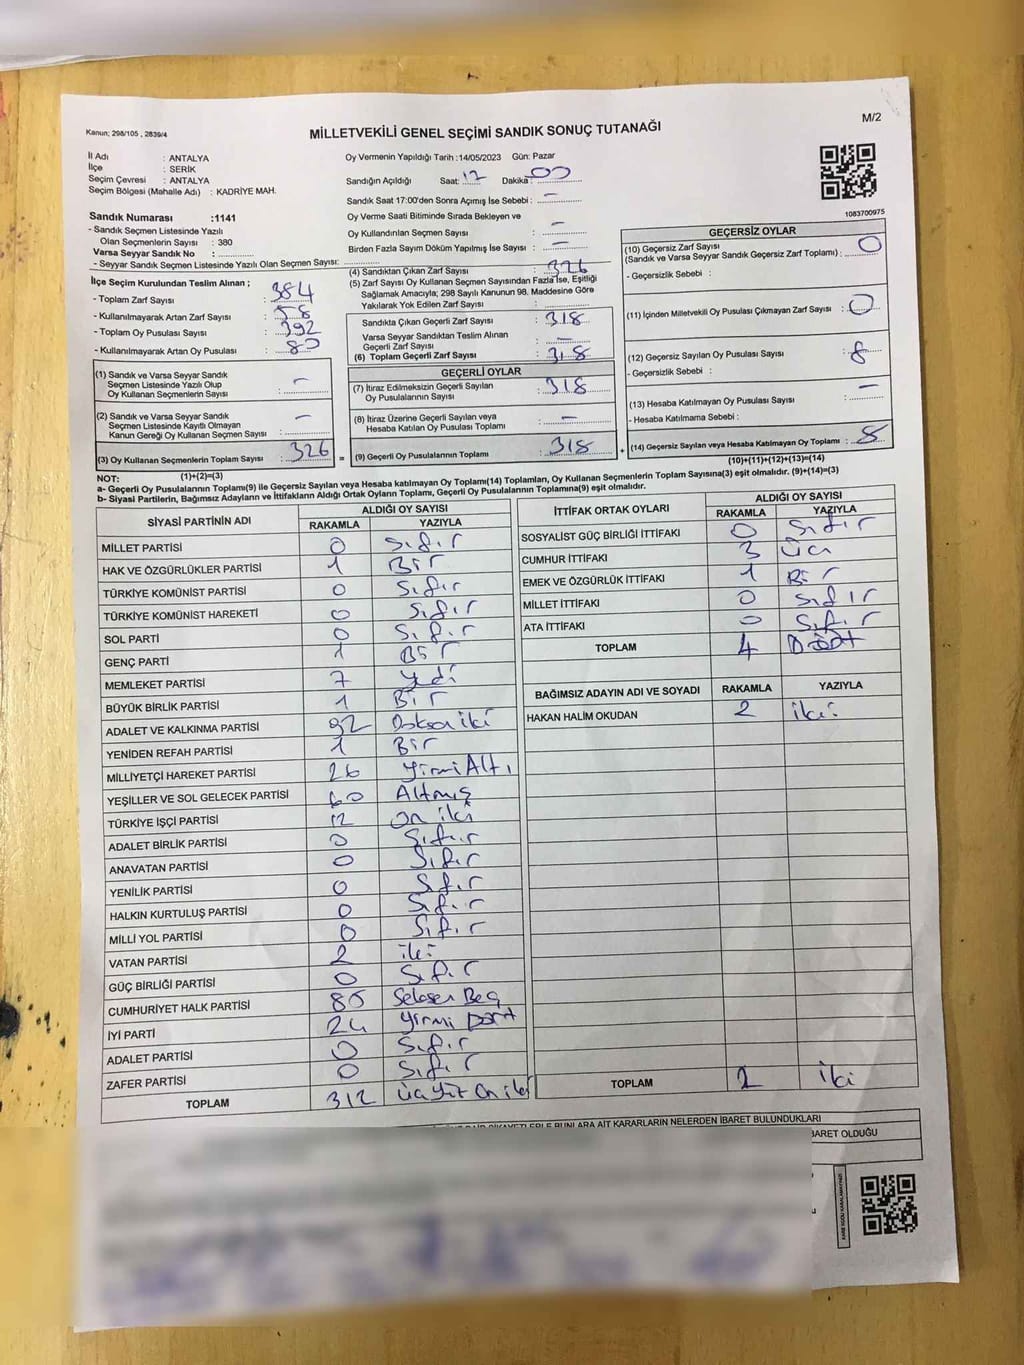 Kanun; 298/105 , 2839/4
MİLLETVEKİLİ GENEL SEÇİMİ SANDIK SONUÇ TUTANAĞI
M/2
İl Adı : ANTALYA
İlçe : SERİK
Seçim Çevresi : ANTALYA
Seçim Bölgesi (Mahalle Adı) : KADRİYE MAH.
Sandık Numarası :1141
- Sandık Seçmen Listesinde Yazılı
Olan Seçmenlerin Sayısı : 380
Varsa Seyyar Sandık No :
- Seyyar Sandık Seçmen Listesinde Yazılı Olan Seçmen Sayısı:
İlçe Seçim Kurulundan Teslim Alınan ;
- Toplam Zarf Sayısı : 384
- Kullanılmayarak Artan Zarf Sayısı : 58
- Toplam Oy Pusulası Sayısı : 392
- Kullanılmayarak Artan Oy Pusulası : 80
(1) Sandık ve Varsa Seyyar Sandık
Seçmen Listesinde Yazılı Olup
Oy Kullanan Seçmenlerin Sayısı : –
(2) Sandık ve Varsa Seyyar Sandık
Seçmen Listesinde Kayıtlı Olmayan
Kanun Gereği Oy Kullanan Seçmen Sayısı : –
(3) Oy Kullanan Seçmenlerin Toplam Sayısı : 326
Oy Vermenin Yapıldığı Tarih :14/05/2023 Gün: Pazar
Sandığın Açıldığı Saat: 17 Dakika : 00
Sandık Saat 17:00'den Sonra Açımış İse Sebebi : –
Oy Verme Saati Bitiminde Sırada Bekleyen ve
Oy Kullandırılan Seçmen Sayısı : –
Birden Fazla Sayım Döküm Yapılmış İse Sayısı : –
(4) Sandıktan Çıkan Zarf Sayısı : 326
(5) Zarf Sayısı Oy Kullanan Seçmen Sayısından Fazla İse, Eşitliği
Sağlamak Amacıyla; 298 Sayılı Kanunun 98. Maddesine Göre
Yakılarak Yok Edilen Zarf Sayısı :
Sandıkta Çıkan Geçerli Zarf Sayısı : 318
Varsa Seyyar Sandıktan Teslim Alınan
Geçerli Zarf Sayısı : –
(6) Toplam Geçerli Zarf Sayısı : 318
GEÇERLİ OYLAR
(7) İtiraz Edilmeksizin Geçerli Sayılan
Oy Pusulalarının Sayısı : 318
(8) İtiraz Üzerine Geçerli Sayılan veya
Hesaba Katılan Oy Pusulası Toplamı : –
= (9) Geçerli Oy Pusulalarının Toplamı : 318 +
1083700975
GEÇERSİZ OYLAR
(10) Geçersiz Zarf Sayısı
(Sandık ve Varsa Seyyar Sandık Geçersiz Zarf Toplamı) : 0
- Geçersizlik Sebebi :
(11) İçinden Milletvekili Oy Pusulası Çıkmayan Zarf Sayısı : 0
(12) Geçersiz Sayılan Oy Pusulası Sayısı : 8
- Geçersizlik Sebebi :
(13) Hesaba Katılmayan Oy Pusulası Sayısı : –
- Hesaba Katılmama Sebebi :
(14) Geçersiz Sayılan veya Hesaba Katılmayan Oy Toplamı : 8
(10)+(11)+(12)+(13)=(14)
NOT: (1)+(2)=(3)
a- Geçerli Oy Pusulalarının Toplamı(9) ile Geçersiz Sayılan veya Hesaba katılmayan Oy Toplamı(14) Toplamları, Oy Kullanan Seçmenlerin Toplam Sayısına(3) eşit olmalıdır. (9)+(14)=(3)
b- Siyasi Partilerin, Bağımsız Adayların ve İttifakların Aldığı Ortak Oyların Toplamı, Geçerli Oy Pusulalarının Toplamına(9) eşit olmalıdır.
SİYASİ PARTİNİN ADI ALDIĞI OY SAYISI
RAKAMLA YAZIYLA
MİLLET PARTİSİ 0 Sıfır
HAK VE ÖZGÜRLÜKLER PARTİSİ 1 Bir
TÜRKİYE KOMÜNİST PARTİSİ 0 Sıfır
TÜRKİYE KOMÜNİST HAREKETİ 0 Sıfır
SOL PARTİ 0 Sıfır
GENÇ PARTİ 1 Bir
MEMLEKET PARTİSİ 7 Yedi
BÜYÜK BİRLİK PARTİSİ 1 Bir
ADALET VE KALKINMA PARTİSİ 92 Doksan iki
YENİDEN REFAH PARTİSİ 1 Bir
MİLLİYETÇİ HAREKET PARTİSİ 26 Yirmi Altı
YEŞİLLER VE SOL GELECEK PARTİSİ 60 Altmış
TÜRKİYE İŞÇİ PARTİSİ 12 On iki
ADALET BİRLİK PARTİSİ 0 Sıfır
ANAVATAN PARTİSİ 0 Sıfır
YENİLİK PARTİSİ 0 Sıfır
HALKIN KURTULUŞ PARTİSİ 0 Sıfır
MİLLİ YOL PARTİSİ 0 Sıfır
VATAN PARTİSİ 2 iki
GÜÇ BİRLİĞİ PARTİSİ 0 Sıfır
CUMHURİYET HALK PARTİSİ 85 Seksen Beş
İYİ PARTİ 24 Yirmi Dört
ADALET PARTİSİ 0 Sıfır
ZAFER PARTİSİ 0 Sıfır
TOPLAM 312 Üçyüz On iki
İTTİFAK ORTAK OYLARI ALDIĞI OY SAYISI
RAKAMLA YAZIYLA
SOSYALİST GÜÇ BİRLİĞİ İTTİFAKI 0 Sıfır
CUMHUR İTTİFAKI 3 Üç
EMEK VE ÖZGÜRLÜK İTTİFAKI 1 Bir
MİLLET İTTİFAKI 0 Sıfır
ATA İTTİFAKI 0 Sıfır
TOPLAM 4 Dört
BAĞIMSIZ ADAYIN ADI VE SOYADI RAKAMLA YAZIYLA
HAKAN HALİM OKUDAN 2 iki
TOPLAM 2 iki
BUNLARA AİT KARARLARIN NELERDEN İBARET BULUNDUKLARI
BARET OLDUĞU